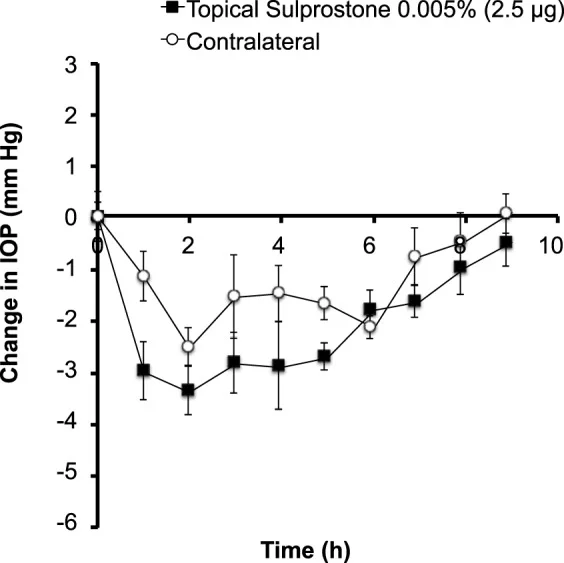 Topical Sulprostone 0.005% (2.5 µg)
Contralateral
Change in IOP (mm Hg)
3
2
1
0
-1
-2
-3
-4
-5
-6
0 2 4 6 8 10
Time (h)